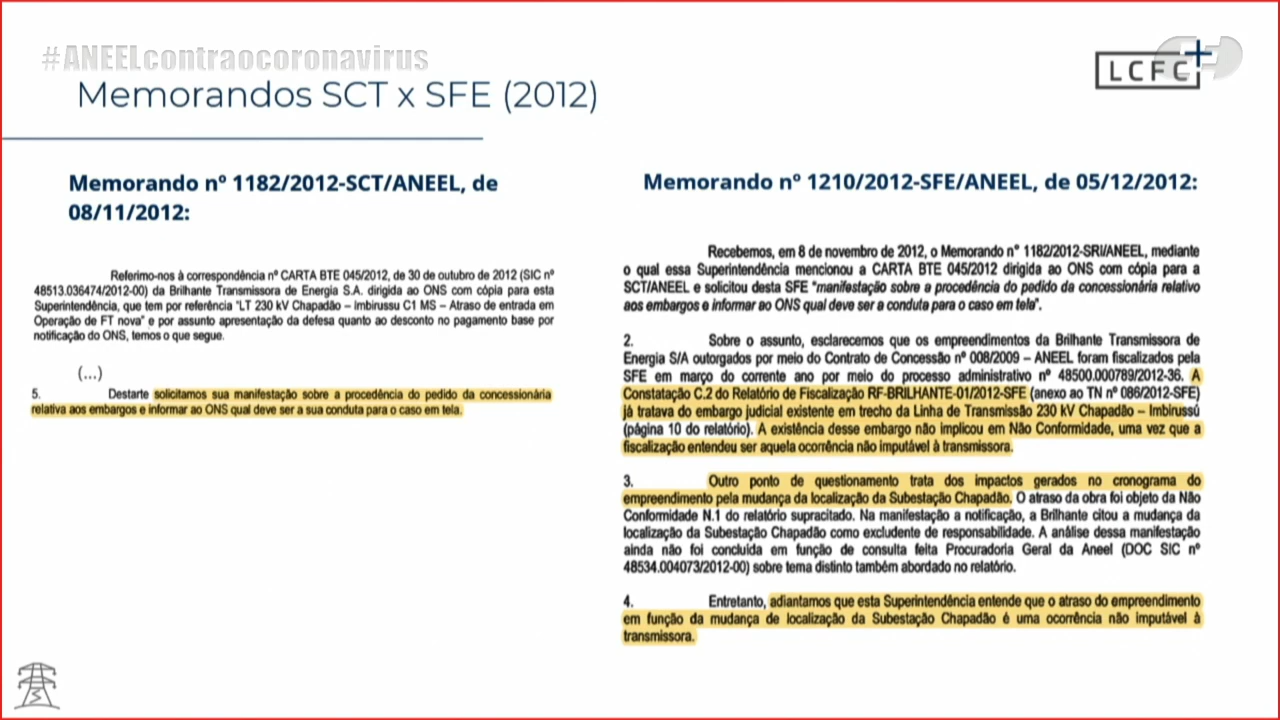 #ANEELcontraocoronavirus
LCFC
Memorandos SCT x SFE (2012)
Memorando nº 1182/2012-SCT/ANEEL, de
08/11/2012:
Referimo-nos à correspondência nº CARTA BTE 045/2012, de 30 de outubro de 2012 (SIC nº
48513.036474/2012-00) da Brilhante Transmissora de Energia S.A. dirigida ao ONS com cópia para esta
Superintendência, que tem por referência "LT 230 kV Chapadão – Imbirussu C1 MS – Atraso de entrada em
Operação de FT nova" e por assunto apresentação da defesa quanto ao desconto no pagamento base por
notificação do ONS, temos o que segue.
(...)
5. Destarte solicitamos sua manifestação sobre a procedência do pedido da concessionária
relativa aos embargos e informar ao ONS qual deve ser a sua conduta para o caso em tela.
Memorando nº 1210/2012-SFE/ANEEL, de 05/12/2012:
Recebemos, em 8 de novembro de 2012, o Memorando nº 1182/2012-SRI/ANEEL, mediante
o qual essa Superintendência mencionou a CARTA BTE 045/2012 dirigida ao ONS com cópia para a
SCT/ANEEL e solicitou desta SFE "manifestação sobre a procedência do pedido da concessionária relativo
aos embargos e informar ao ONS qual deve ser a conduta para o caso em tela".
2. Sobre o assunto, esclarecemos que os empreendimentos da Brilhante Transmissora de
Energia S/A outorgados por meio do Contrato de Concessão nº 008/2009 – ANEEL foram fiscalizados pela
SFE em março do corrente ano por meio do processo administrativo nº 48500.000789/2012-36. A
Constatação C.2 do Relatório de Fiscalização RF-BRILHANTE-01/2012-SFE (anexo ao TN nº 086/2012-SFE)
já tratava do embargo judicial existente em trecho da Linha de Transmissão 230 kV Chapadão – Imbirussú
(página 10 do relatório). A existência desse embargo não implicou em Não Conformidade, uma vez que a
fiscalização entendeu ser aquela ocorrência não imputável à transmissora.
3. Outro ponto de questionamento trata dos impactos gerados no cronograma do
empreendimento pela mudança da localização da Subestação Chapadão. O atraso da obra foi objeto da Não
Conformidade N.1 do relatório supracitado. Na manifestação a notificação, a Brilhante citou a mudança da
localização da Subestação Chapadão como excludente de responsabilidade. A análise dessa manifestação
ainda não foi concluída em função de consulta feita Procuradoria Geral da Aneel (DOC SIC nº
48534.004073/2012-00) sobre tema distinto também abordado no relatório.
4. Entretanto, adiantamos que esta Superintendência entende que o atraso do empreendimento
em função da mudança de localização da Subestação Chapadão é uma ocorrência não imputável à
transmissora.